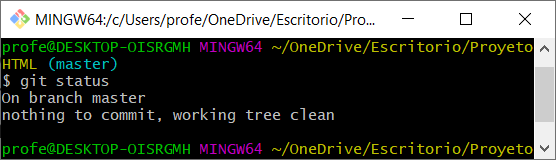 MINGW64:/c/Users/profe/OneDrive/Escritorio/Pro...
profe@DESKTOP-OISRGMH MINGW64 ~/OneDrive/Escritorio/Proyeto
HTML (master)
$ git status
On branch master
nothing to commit, working tree clean
profe@DESKTOP-OISRGMH MINGW64 ~/OneDrive/Escritorio/Proyeto